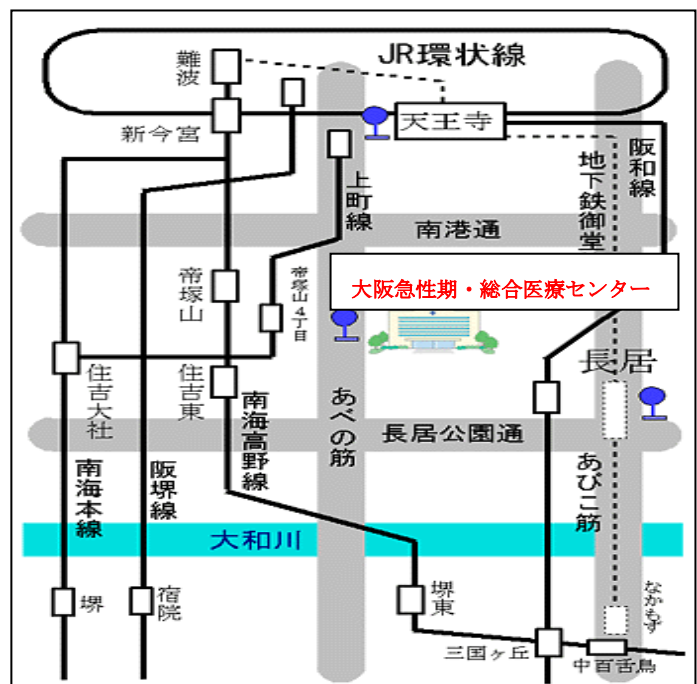 JR環状線
難波
新今宮
天王寺
阪和線
地下鉄御堂
上町線
南港通
帝塚山
帝塚山4丁目
大阪急性期・総合医療センター
長居
住吉大社
住吉東
南海高野線
あべの筋
長居公園通
南海本線
阪堺線
あびこ筋
大和川
堺
宿院
堺東
なかもず
三国ヶ丘
中百舌鳥